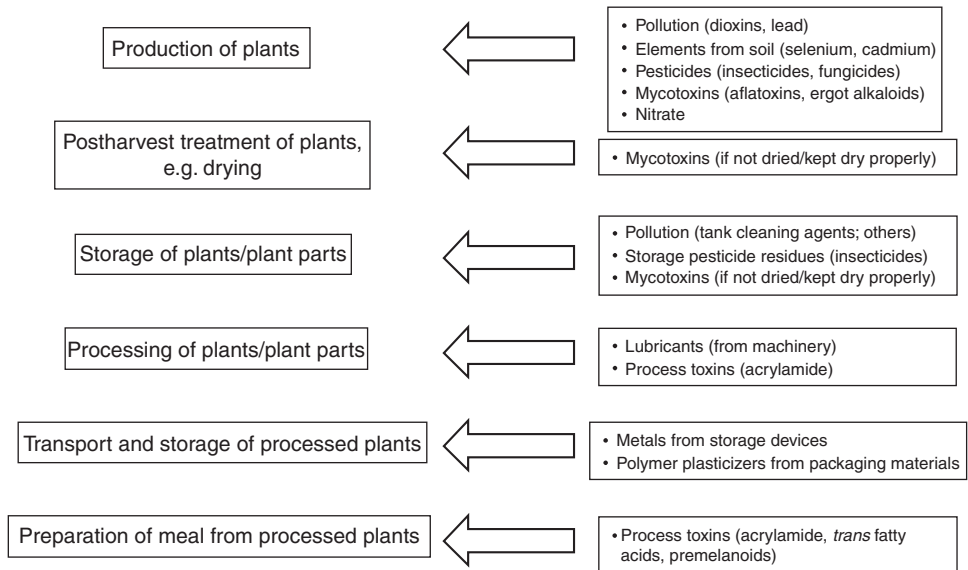 Production of plants
• Pollution (dioxins, lead)
• Elements from soil (selenium, cadmium)
• Pesticides (insecticides, fungicides)
• Mycotoxins (aflatoxins, ergot alkaloids)
• Nitrate
Postharvest treatment of plants,
e.g. drying
• Mycotoxins (if not dried/kept dry properly)
Storage of plants/plant parts
• Pollution (tank cleaning agents; others)
• Storage pesticide residues (insecticides)
• Mycotoxins (if not dried/kept dry properly)
Processing of plants/plant parts
• Lubricants (from machinery)
• Process toxins (acrylamide)
Transport and storage of processed plants
• Metals from storage devices
• Polymer plasticizers from packaging materials
Preparation of meal from processed plants
• Process toxins (acrylamide, trans fatty
acids, premelanoids)